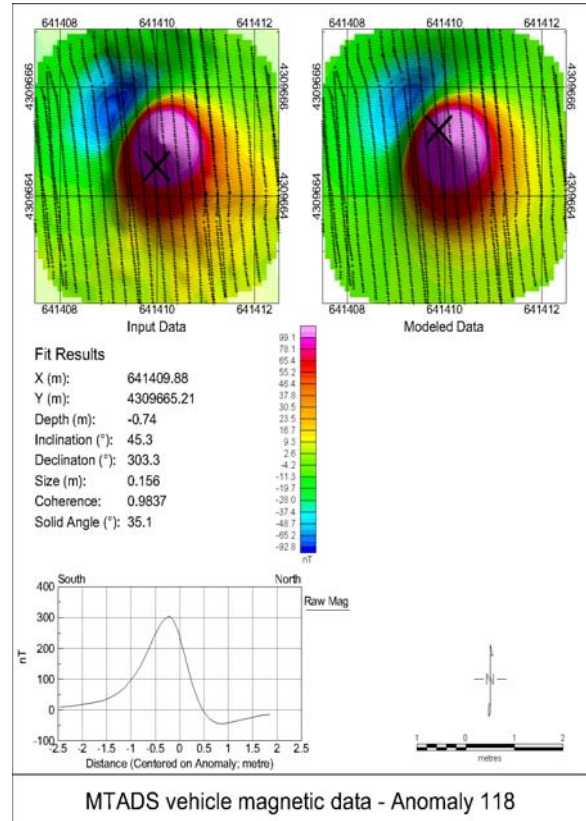 641408 641410 641412 641408 641410 641412
4309666 4309666 4309666
4309664 4309664 4309664
641408 641410 641412 641408 641410 641412
Input Data Modeled Data
Fit Results
X (m): 641409.88
Y (m): 4309665.21
Depth (m): -0.74
Inclination (°): 45.3
Declinaton (°): 303.3
Size (m): 0.156
Coherence: 0.9837
Solid Angle (°): 35.1
99.1
78.1
65.4
55.2
46.4
37.8
30.5
22.5
16.7
9.3
2.6
-4.2
-11.3
-19.7
-28.0
-37.4
-48.7
-65.2
-92.8
nT
South North
Raw Mag
400
300
200
100
0
-100
nT
-2.5 -2 -1.5 -1 -0.5 0 0.5 1 1.5 2 2.5
Distance (Centered on Anomaly; metre)
N
1 0 1 2
metres
MTADS vehicle magnetic data - Anomaly 118